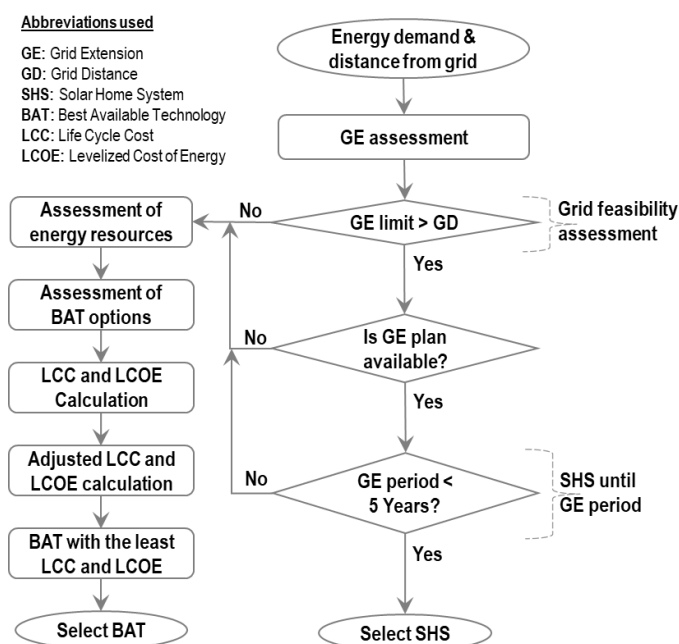 Abbreviations used
GE: Grid Extension
GD: Grid Distance
SHS: Solar Home System
BAT: Best Available Technology
LCC: Life Cycle Cost
LCOE: Levelized Cost of Energy
Energy demand &
distance from grid
GE assessment
GE limit > GD
No
Yes
Grid feasibility
assessment
Assessment of
energy resources
Assessment of
BAT options
LCC and LCOE
Calculation
Adjusted LCC and
LCOE calculation
BAT with the least
LCC and LCOE
Select BAT
Is GE plan
available?
No
Yes
GE period <
5 Years?
No
Yes
SHS until
GE period
Select SHS